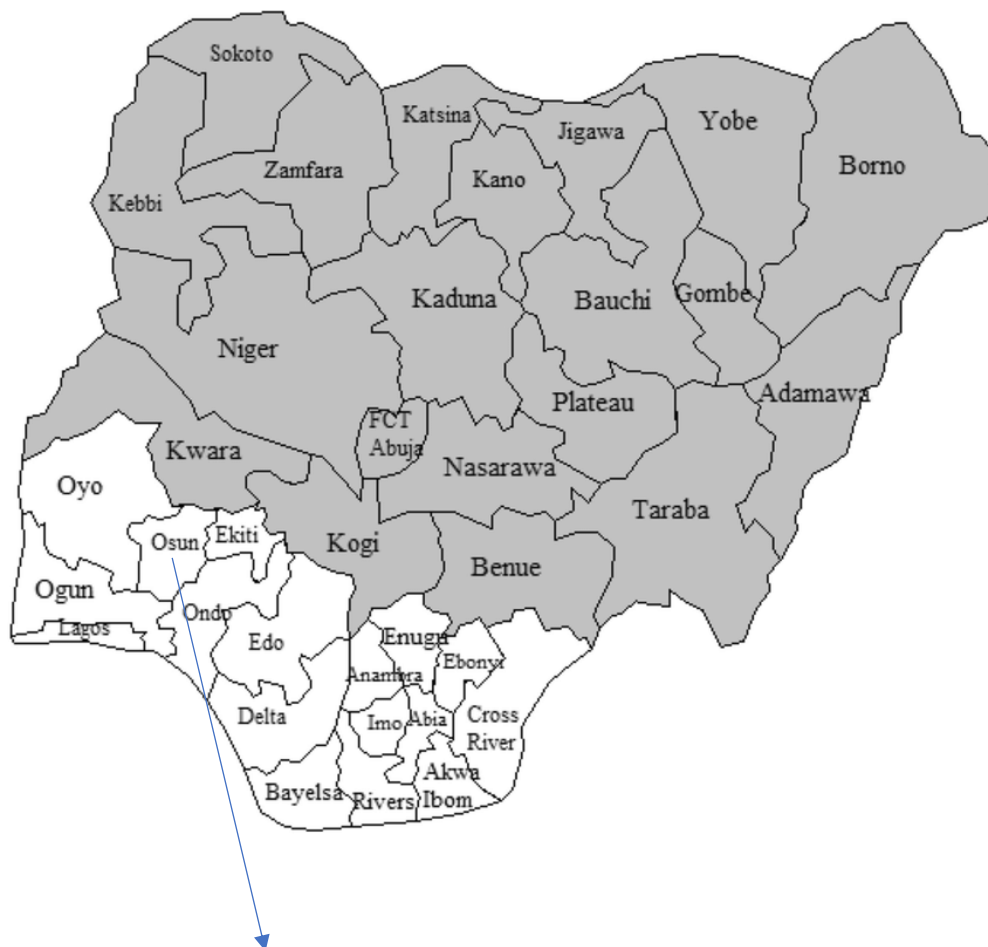 Sokoto
Katsina
Jigawa
Yobe
Borno
Zamfara
Kano
Kebbi
Kaduna
Bauchi
Gombe
Niger
Adamawa
Plateau
FCT
Abuja
Kwara
Nasarawa
Oyo
Taraba
Osun
Ekiti
Kogi
Benue
Ogun
Lagos
Ondo
Edo
Enugu
Ebonyi
Anambra
Delta
Imo
Abia
Cross
River
Bayelsa
Rivers
Akwa
Ibom